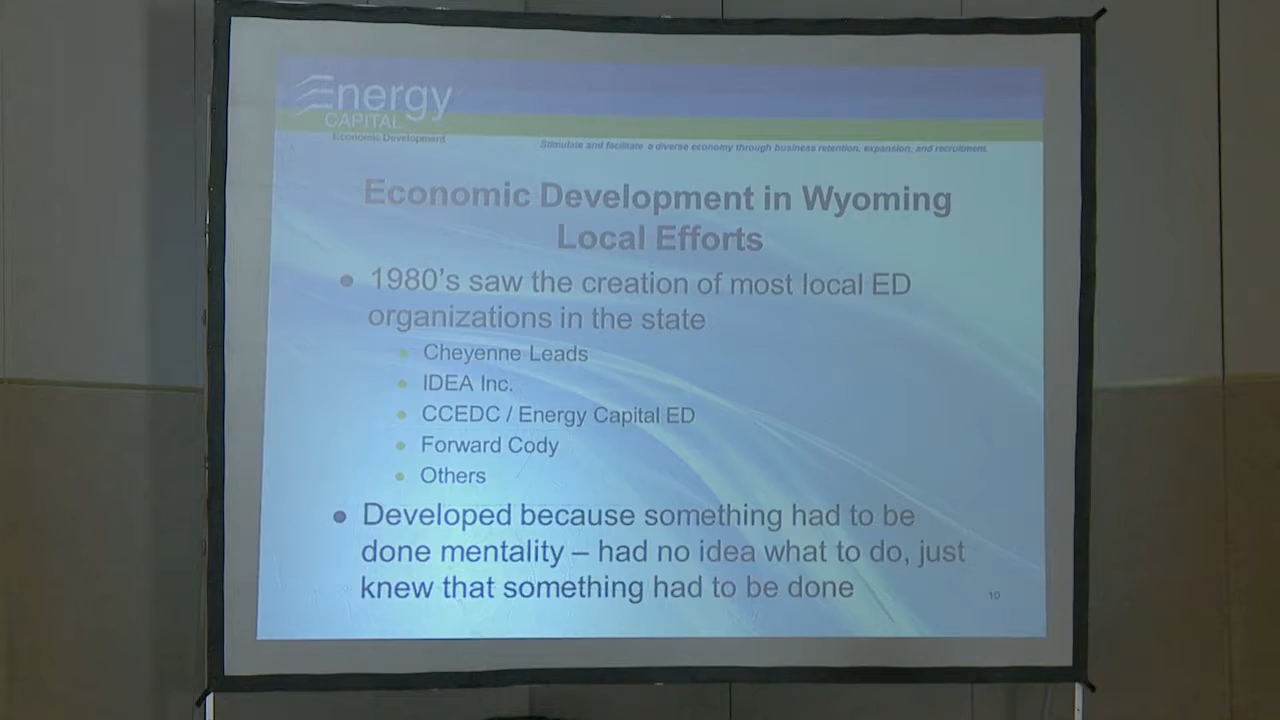 Energy
CAPITAL
Economic Development
Stimulate and facilitate a diverse economy through business retention, expansion, and recruitment.
Economic Development in Wyoming
Local Efforts
• 1980's saw the creation of most local ED
organizations in the state
• Cheyenne Leads
• IDEA Inc.
• CCEDC / Energy Capital ED
• Forward Cody
• Others
• Developed because something had to be
done mentality – had no idea what to do, just
knew that something had to be done
10